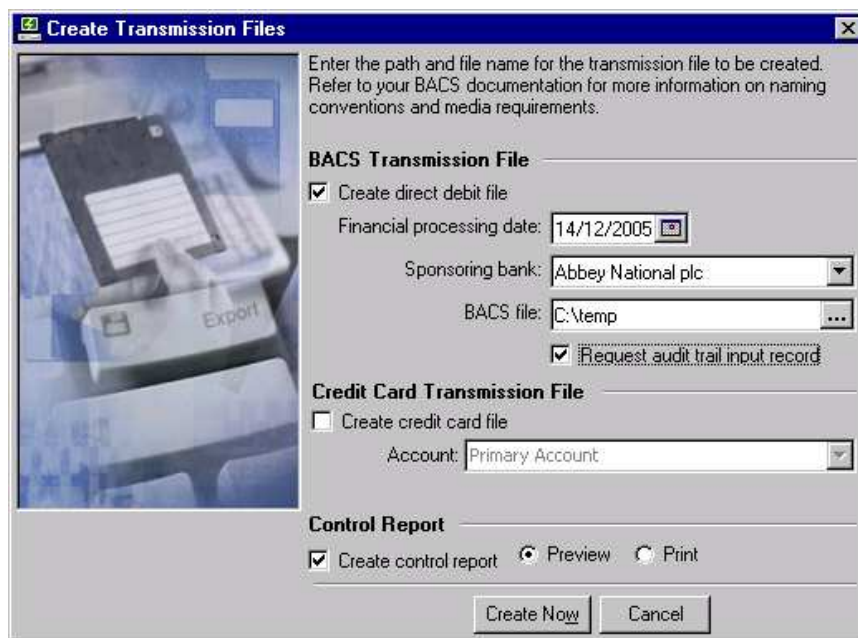 Create Transmission Files
Enter the path and file name for the transmission file to be created.
Refer to your BACS documentation for more information on naming
conventions and media requirements.
BACS Transmission File
Create direct debit file
Financial processing date: 14/12/2005
Sponsoring bank: Abbey National plc
BACS file: C:\temp ...
Request audit trail input record
Export
Credit Card Transmission File
Create credit card file
Account: Primary Account
Control Report
Create control report Preview Print
Create Now Cancel